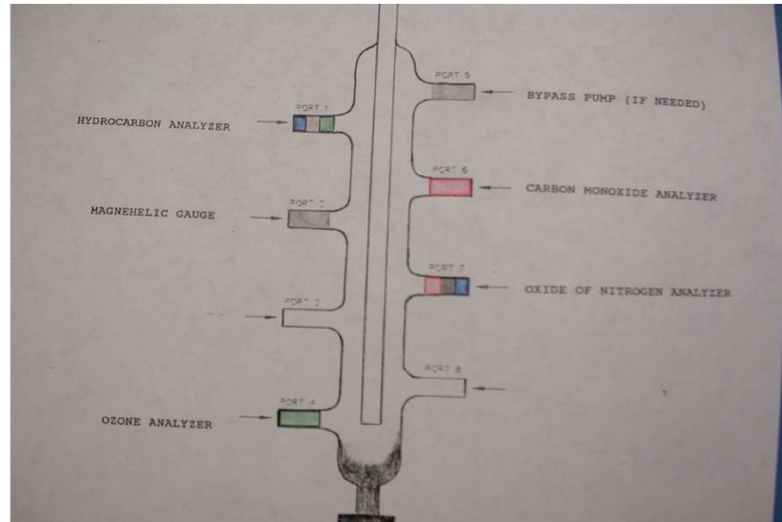 PORT 5
BYPASS PUMP (IF NEEDED)
PORT 1
HYDROCARBON ANALYZER
PORT 6
CARBON MONOXIDE ANALYZER
PORT 2
MAGNEHELIC GAUGE
PORT 7
OXIDE OF NITROGEN ANALYZER
PORT 3
PORT 8
PORT 4
OZONE ANALYZER